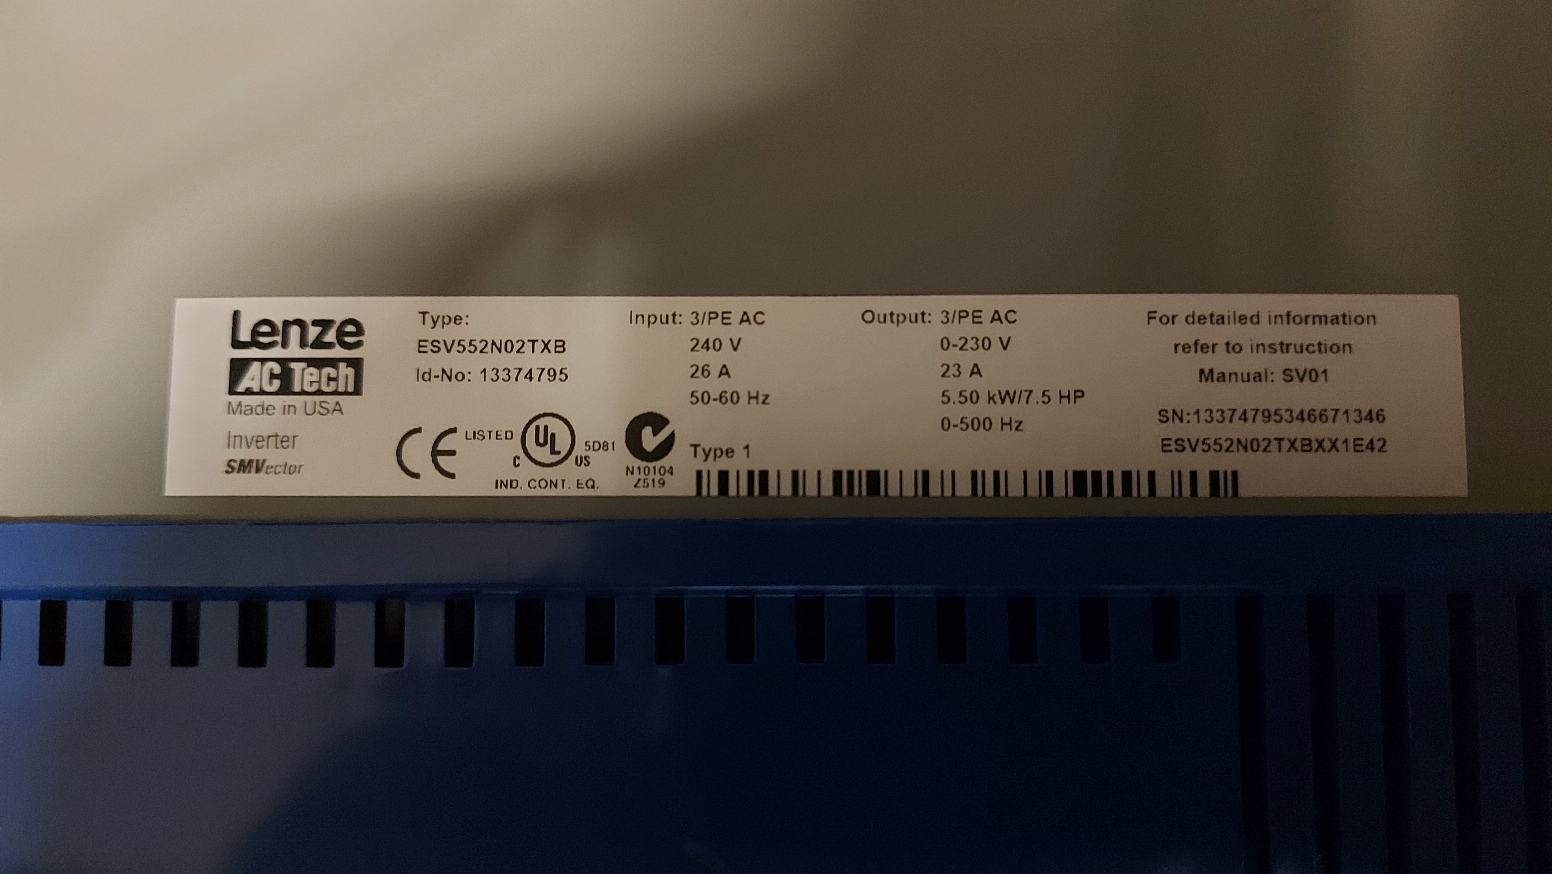 Lenze
AC Tech
Made in USA
Inverter
SMVector
Type:
ESV552N02TXB
Id-No: 13374795
CE
LISTED
UL
C
US
5D81
IND. CONT. EQ.
N10104
Z519
Input: 3/PE AC
240 V
26 A
50-60 Hz
Type 1
Output: 3/PE AC
0-230 V
23 A
5.50 kW/7.5 HP
0-500 Hz
For detailed information
refer to instruction
Manual: SV01
SN:13374795346671346
ESV552N02TXBXX1E42